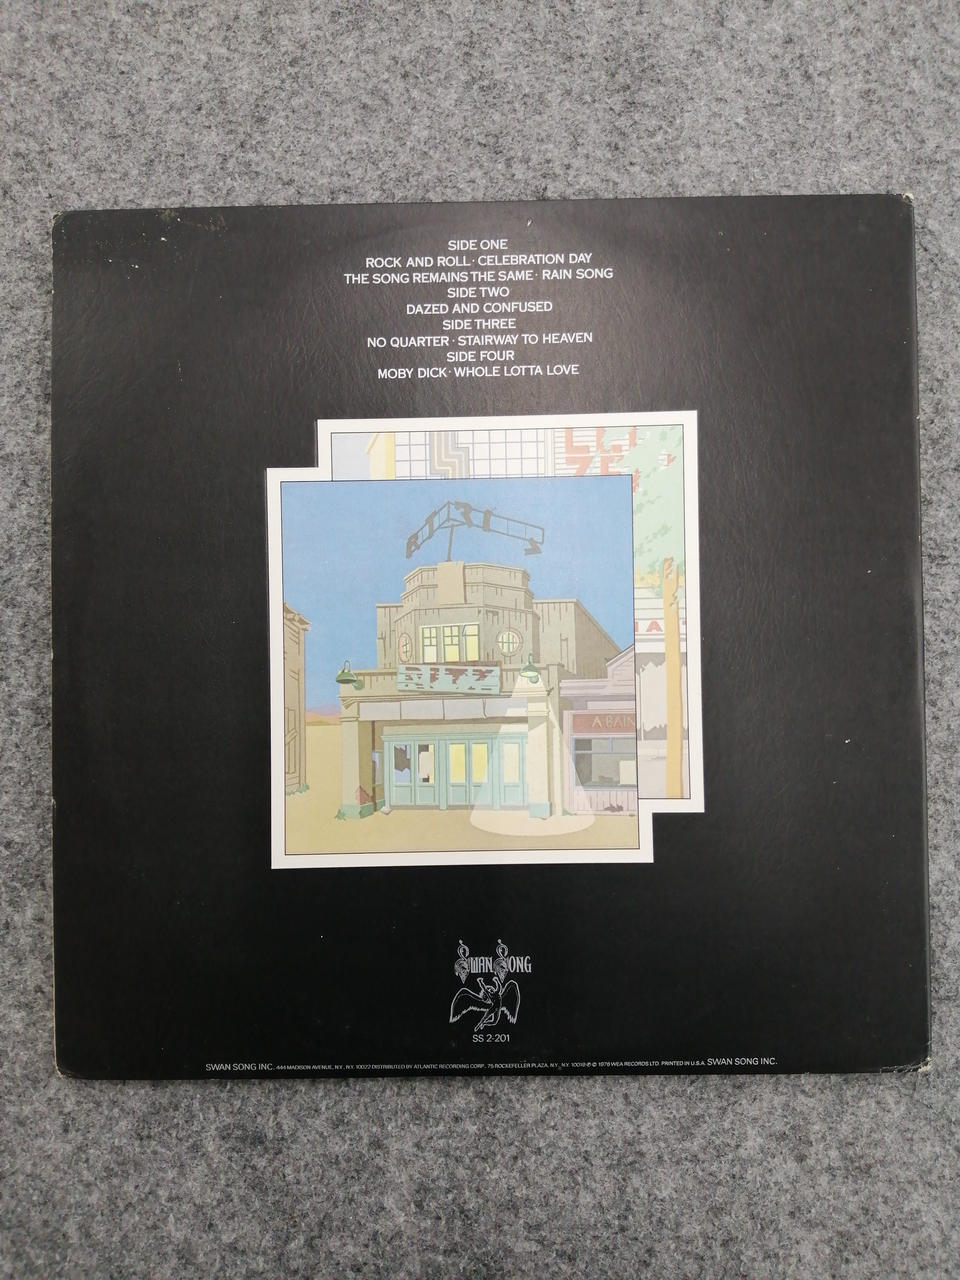 SIDE ONE
ROCK AND ROLL · CELEBRATION DAY
THE SONG REMAINS THE SAME · RAIN SONG
SIDE TWO
DAZED AND CONFUSED
SIDE THREE
NO QUARTER · STAIRWAY TO HEAVEN
SIDE FOUR
MOBY DICK · WHOLE LOTTA LOVE
RITZ
A BAIN
SWAN SONG
SS 2-201
SWAN SONG INC. 444 MADISON AVENUE, N.Y., N.Y. 10022 DISTRIBUTED BY ATLANTIC RECORDING CORP., 75 ROCKEFELLER PLAZA, N.Y., N.Y. 10019 ℗ © 1976 WEA RECORDS LTD. PRINTED IN U.S.A. SWAN SONG INC.